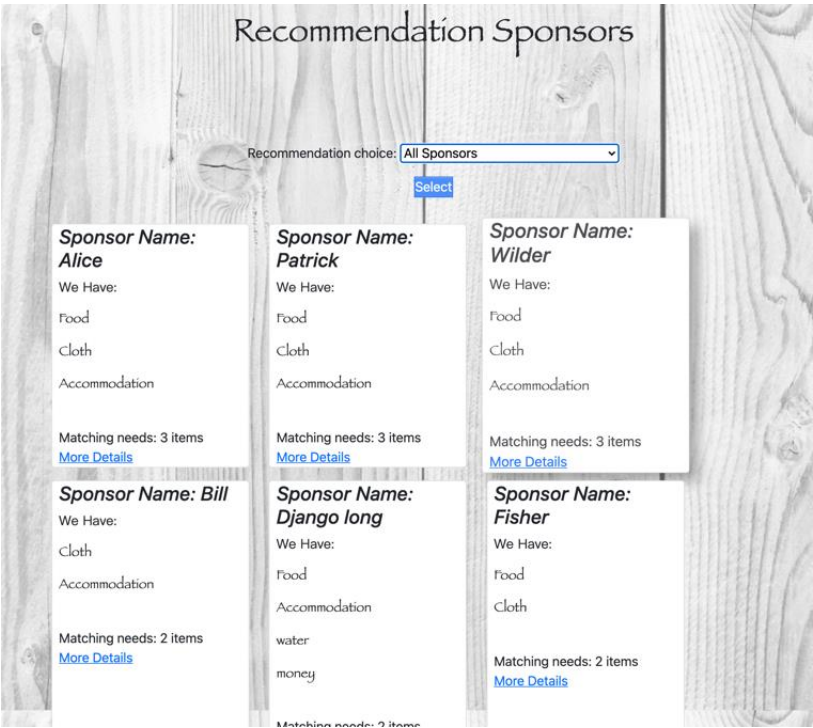 Recommendation Sponsors
Recommendation choice: All Sponsors
Select
Sponsor Name:
Alice
We Have:
Food
Cloth
Accommodation
Matching needs: 3 items
More Details
Sponsor Name:
Patrick
We Have:
Food
Cloth
Accommodation
Matching needs: 3 items
More Details
Sponsor Name:
Wilder
We Have:
Food
Cloth
Accommodation
Matching needs: 3 items
More Details
Sponsor Name: Bill
We Have:
Cloth
Accommodation
Matching needs: 2 items
More Details
Sponsor Name:
Django long
We Have:
Food
Accommodation
water
money
Matching needs: 2 items
Sponsor Name:
Fisher
We Have:
Food
Cloth
Matching needs: 2 items
More Details